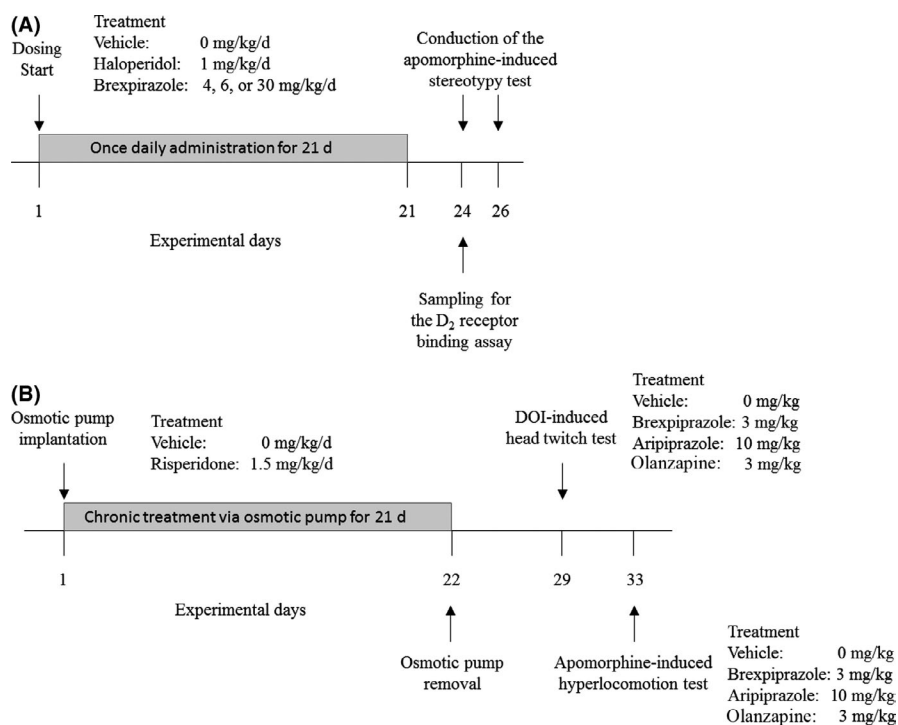 (A)
Dosing
Start
Treatment
Vehicle: 0 mg/kg/d
Haloperidol: 1 mg/kg/d
Brexpirazole: 4, 6, or 30 mg/kg/d
Conduction of the
apomorphine-induced
stereotypy test
Once daily administration for 21 d
1
21
24
26
Experimental days
Sampling for
the D₂ receptor
binding assay
(B)
Osmotic pump
implantation
Treatment
Vehicle: 0 mg/kg/d
Risperidone: 1.5 mg/kg/d
DOI-induced
head twitch test
Treatment
Vehicle: 0 mg/kg
Brexpiprazole: 3 mg/kg
Aripiprazole: 10 mg/kg
Olanzapine: 3 mg/kg
Chronic treatment via osmotic pump for 21 d
1
22
29
33
Experimental days
Osmotic pump
removal
Apomorphine-induced
hyperlocomotion test
Treatment
Vehicle: 0 mg/kg
Brexpiprazole: 3 mg/kg
Aripiprazole: 10 mg/kg
Olanzapine: 3 mg/kg